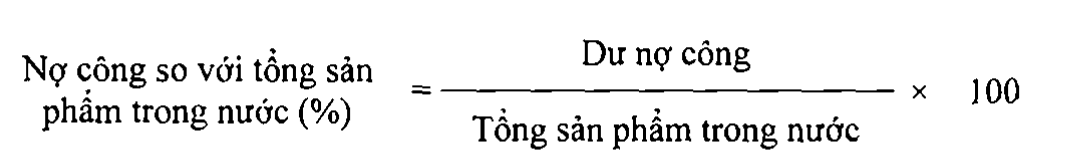 Nợ công so với tổng sản
phẩm trong nước (%)
=
Dư nợ công
Tổng sản phẩm trong nước
× 100